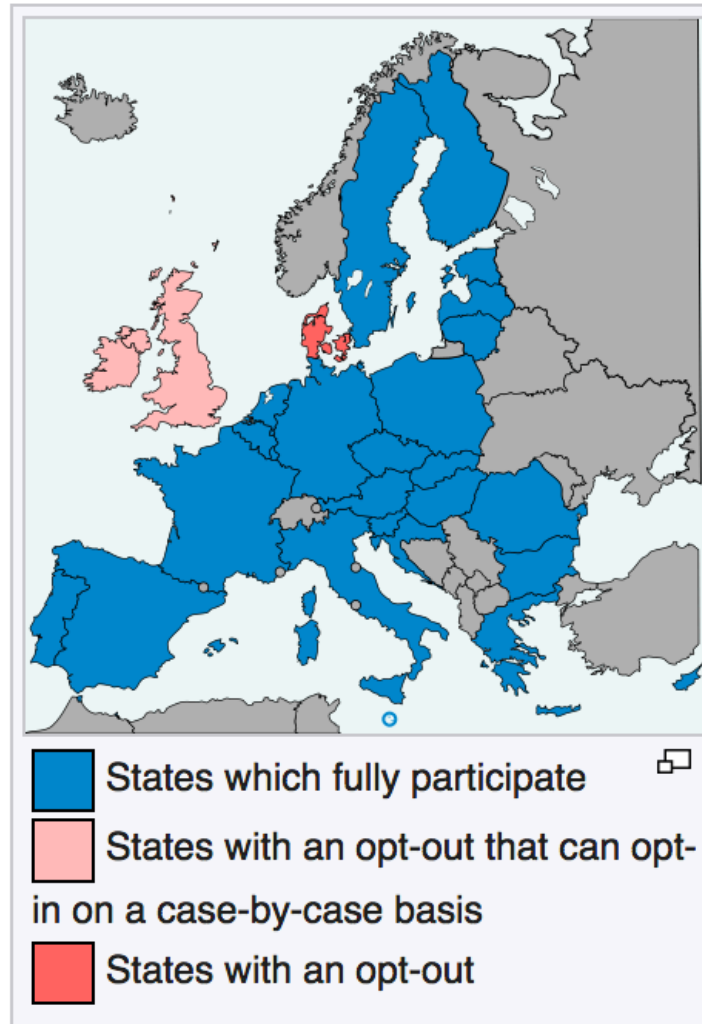 States which fully participate
States with an opt-out that can opt-
in on a case-by-case basis
States with an opt-out